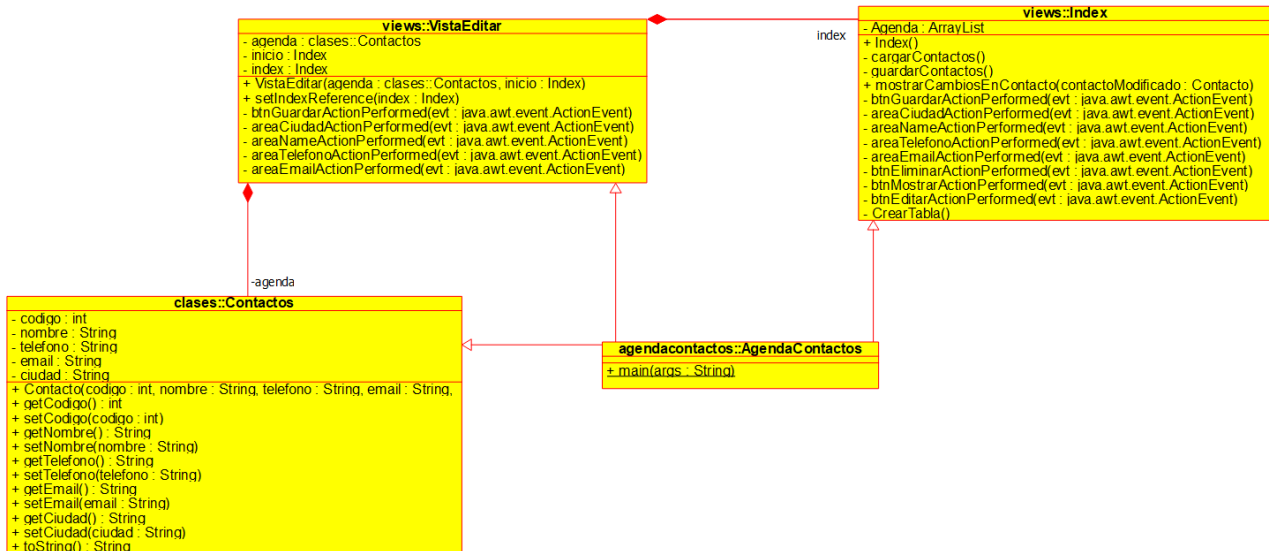 views::VistaEditar
- agenda : clases::Contactos
- inicio : Index
- index : Index
+ VistaEditar(agenda : clases::Contactos, inicio : Index)
+ setIndexReference(index : Index)
- btnGuardarActionPerformed(evt : java.awt.event.ActionEvent)
- areaCiudadActionPerformed(evt : java.awt.event.ActionEvent)
- areaNameActionPerformed(evt : java.awt.event.ActionEvent)
- areaTelefonoActionPerformed(evt : java.awt.event.ActionEvent)
- areaEmailActionPerformed(evt : java.awt.event.ActionEvent)
index
views::Index
- Agenda : ArrayList
+ Index()
- cargarContactos()
- guardarContactos()
+ mostrarCambiosEnContacto(contactoModificado : Contacto)
- btnGuardarActionPerformed(evt : java.awt.event.ActionEvent)
- areaCiudadActionPerformed(evt : java.awt.event.ActionEvent)
- areaNameActionPerformed(evt : java.awt.event.ActionEvent)
- areaTelefonoActionPerformed(evt : java.awt.event.ActionEvent)
- areaEmailActionPerformed(evt : java.awt.event.ActionEvent)
- btnEliminarActionPerformed(evt : java.awt.event.ActionEvent)
- btnMostrarActionPerformed(evt : java.awt.event.ActionEvent)
- btnEditarActionPerformed(evt : java.awt.event.ActionEvent)
- CrearTabla()
-agenda
clases::Contactos
- codigo : int
- nombre : String
- telefono : String
- email : String
- ciudad : String
+ Contacto(codigo : int, nombre : String, telefono : String, email : String,
+ getCodigo() : int
+ setCodigo(codigo : int)
+ getNombre() : String
+ setNombre(nombre : String)
+ getTelefono() : String
+ setTelefono(telefono : String)
+ getEmail() : String
+ setEmail(email : String)
+ getCiudad() : String
+ setCiudad(ciudad : String)
+ toString() : String
agendacontactos::AgendaContactos
+ main(args : String)